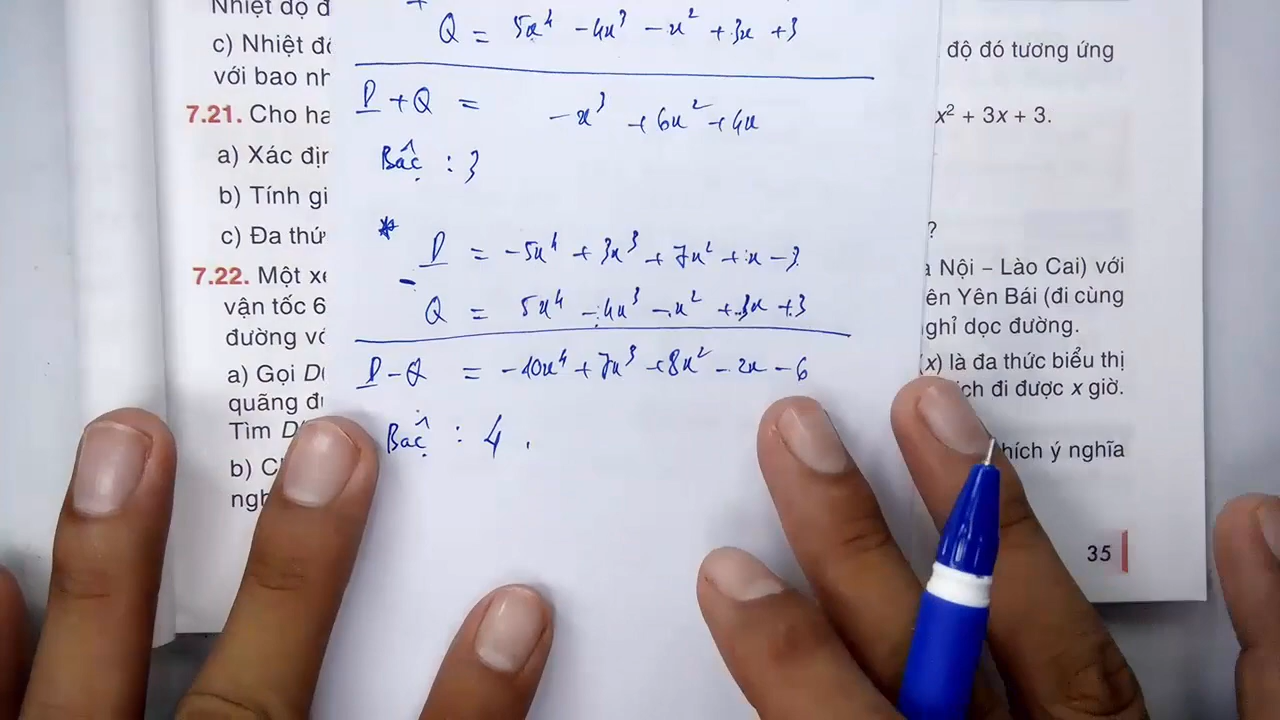 Nhiệt độ đ
c) Nhiệt độ
với bao nh
7.21. Cho ha
a) Xác địn
b) Tính gi
c) Đa thứ
7.22. Một xe
vận tốc 6
đường vớ
a) Gọi D(
quãng đư
Tìm D(
b) C
ngh
+
Q = 5x⁴ - 4x³ - x² + 3x + 3
P + Q = - x³ + 6x² + 4x
Bậc : 3
*
P = -5x⁴ + 3x³ + 7x² + x - 3
-
Q = 5x⁴ - 4x³ - x² + 3x + 3
P - Q = -10x⁴ + 7x³ + 8x² - 2x - 6
Bậc : 4 .
độ đó tương ứng
x² + 3x + 3.
?
Nội – Lào Cai) với
ên Yên Bái (đi cùng
ghỉ dọc đường.
(x) là đa thức biểu thị
ch đi được x giờ.
hích ý nghĩa
35